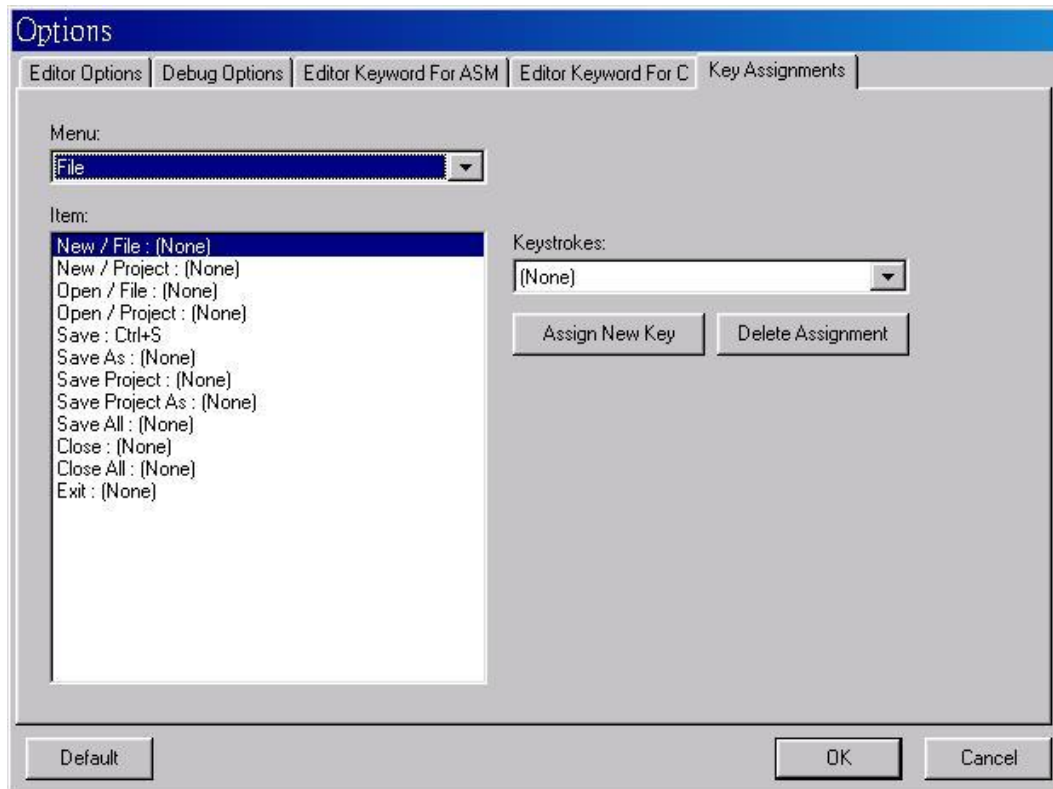 Options
Editor Options Debug Options Editor Keyword For ASM Editor Keyword For C Key Assignments
Menu:
File
Item:
New / File : (None)
New / Project : (None)
Open / File : (None)
Open / Project : (None)
Save : Ctrl+S
Save As : (None)
Save Project : (None)
Save Project As : (None)
Save All : (None)
Close : (None)
Close All : (None)
Exit : (None)
Keystrokes:
(None)
Assign New Key Delete Assignment
Default OK Cancel